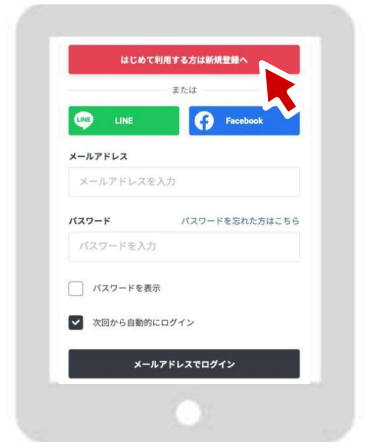 はじめて利用する方は新規登録へ
または
LINE LINE
Facebook
メールアドレス
メールアドレスを入力
パスワード
パスワードを忘れた方はこちら
パスワードを入力
パスワードを表示
次回から自動的にログイン
メールアドレスでログイン